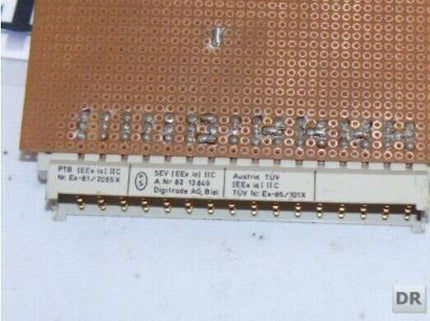 PTB [EEx ia] IIC
Nr. Ex-81/2065X
S
SEV [EEx ia] IIC
A. Nr 82 13849
Digitrade AG, Biel
Austria TÜV
[EEx ia] IIC
TÜV Nr. Ex-85/101X
DR